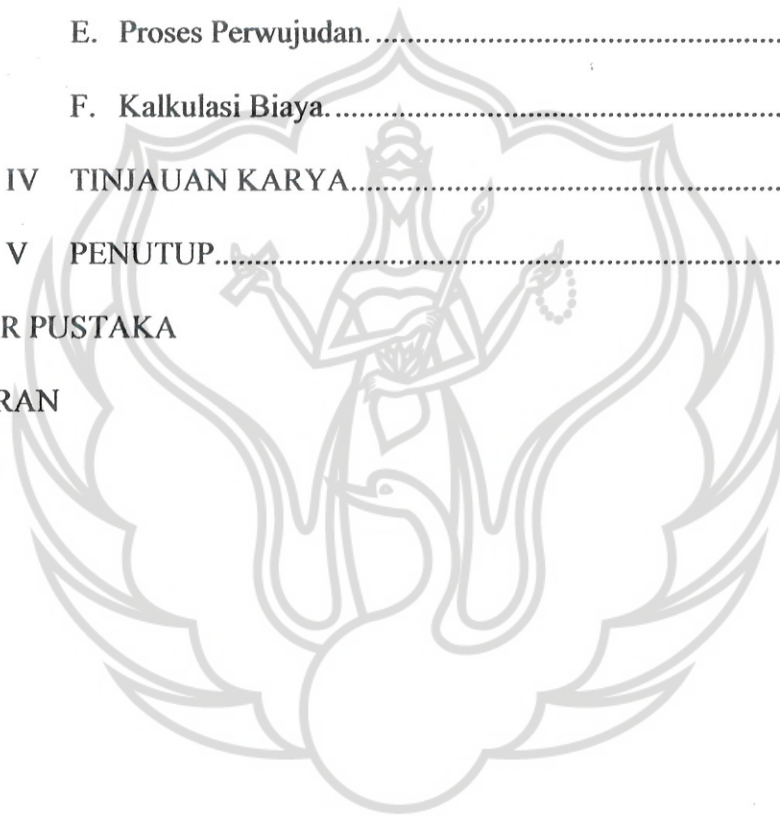 E. Proses Perwujudan. ............................................................
F. Kalkulasi Biaya. ............................................................
IV TINJAUAN KARYA............................................................
V PENUTUP............................................................
R PUSTAKA
RAN